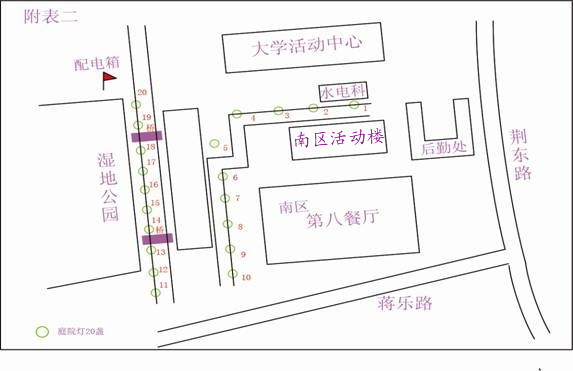 附表二
大学活动中心
配电箱
水电科
20
19
桥
18
17
16
15
14
桥
13
12
11
湿地公园
4
3
2
1
5
6
7
8
9
10
南区活动楼
后勤处
荆东路
南区
第八餐厅
蒋乐路
庭院灯20盏